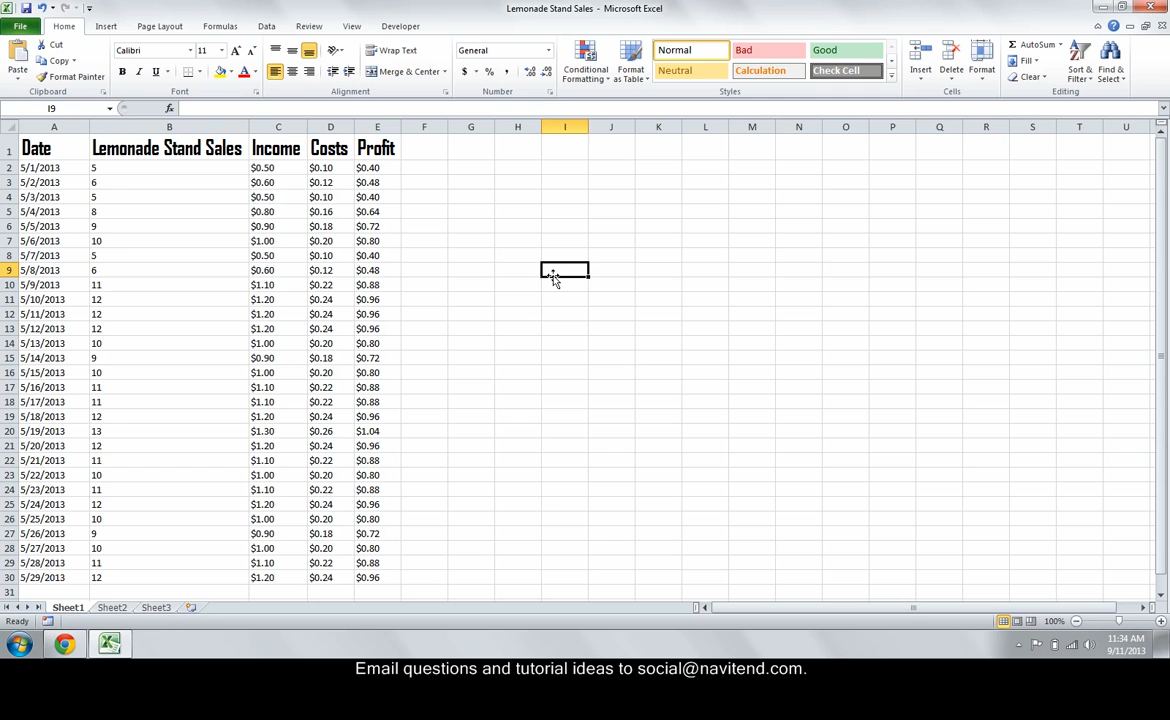 Lemonade Stand Sales - Microsoft Excel
File Home Insert Page Layout Formulas Data Review View Developer
Paste Cut Copy Format Painter Clipboard
Calibri 11 A A B I U A Font
Wrap Text Merge & Center Alignment
General $ % , Number
Conditional Formatting Format as Table Normal Bad Good Neutral Calculation Check Cell Styles
Insert Delete Format Cells
Σ AutoSum Fill Clear Sort & Filter Find & Select Editing
I9 fx
A B C D E F G H I J K L M N O P Q R S T U
1 Date Lemonade Stand Sales Income Costs Profit
2 5/1/2013 5 $0.50 $0.10 $0.40
3 5/2/2013 6 $0.60 $0.12 $0.48
4 5/3/2013 5 $0.50 $0.10 $0.40
5 5/4/2013 8 $0.80 $0.16 $0.64
6 5/5/2013 9 $0.90 $0.18 $0.72
7 5/6/2013 10 $1.00 $0.20 $0.80
8 5/7/2013 5 $0.50 $0.10 $0.40
9 5/8/2013 6 $0.60 $0.12 $0.48
10 5/9/2013 11 $1.10 $0.22 $0.88
11 5/10/2013 12 $1.20 $0.24 $0.96
12 5/11/2013 12 $1.20 $0.24 $0.96
13 5/12/2013 12 $1.20 $0.24 $0.96
14 5/13/2013 10 $1.00 $0.20 $0.80
15 5/14/2013 9 $0.90 $0.18 $0.72
16 5/15/2013 10 $1.00 $0.20 $0.80
17 5/16/2013 11 $1.10 $0.22 $0.88
18 5/17/2013 11 $1.10 $0.22 $0.88
19 5/18/2013 12 $1.20 $0.24 $0.96
20 5/19/2013 13 $1.30 $0.26 $1.04
21 5/20/2013 12 $1.20 $0.24 $0.96
22 5/21/2013 11 $1.10 $0.22 $0.88
23 5/22/2013 10 $1.00 $0.20 $0.80
24 5/23/2013 11 $1.10 $0.22 $0.88
25 5/24/2013 12 $1.20 $0.24 $0.96
26 5/25/2013 10 $1.00 $0.20 $0.80
27 5/26/2013 9 $0.90 $0.18 $0.72
28 5/27/2013 10 $1.00 $0.20 $0.80
29 5/28/2013 11 $1.10 $0.22 $0.88
30 5/29/2013 12 $1.20 $0.24 $0.96
31
Sheet1 Sheet2 Sheet3
Ready 100%
11:34 AM
9/11/2013
Email questions and tutorial ideas to social@navitend.com.